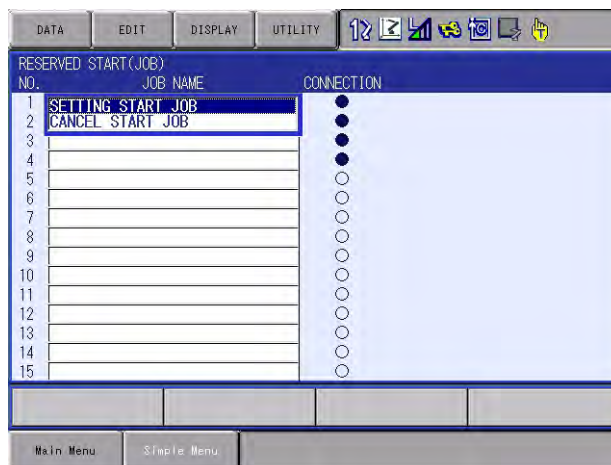 DATA EDIT DISPLAY UTILITY
RESERVED START(JOB)
NO. JOB NAME CONNECTION
1 SETTING START JOB
2 CANCEL START JOB
3
4
5
6
7
8
9
10
11
12
13
14
15
Main Menu Simple Menu